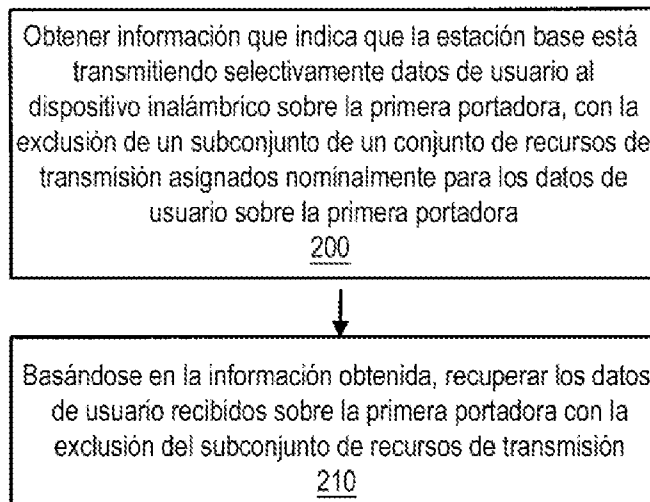 Obtener información que indica que la estación base está
transmitiendo selectivamente datos de usuario al
dispositivo inalámbrico sobre la primera portadora, con la
exclusión de un subconjunto de un conjunto de recursos de
transmisión asignados nominalmente para los datos de
usuario sobre la primera portadora
200
Basándose en la información obtenida, recuperar los datos
de usuario recibidos sobre la primera portadora con la
exclusión del subconjunto de recursos de transmisión
210